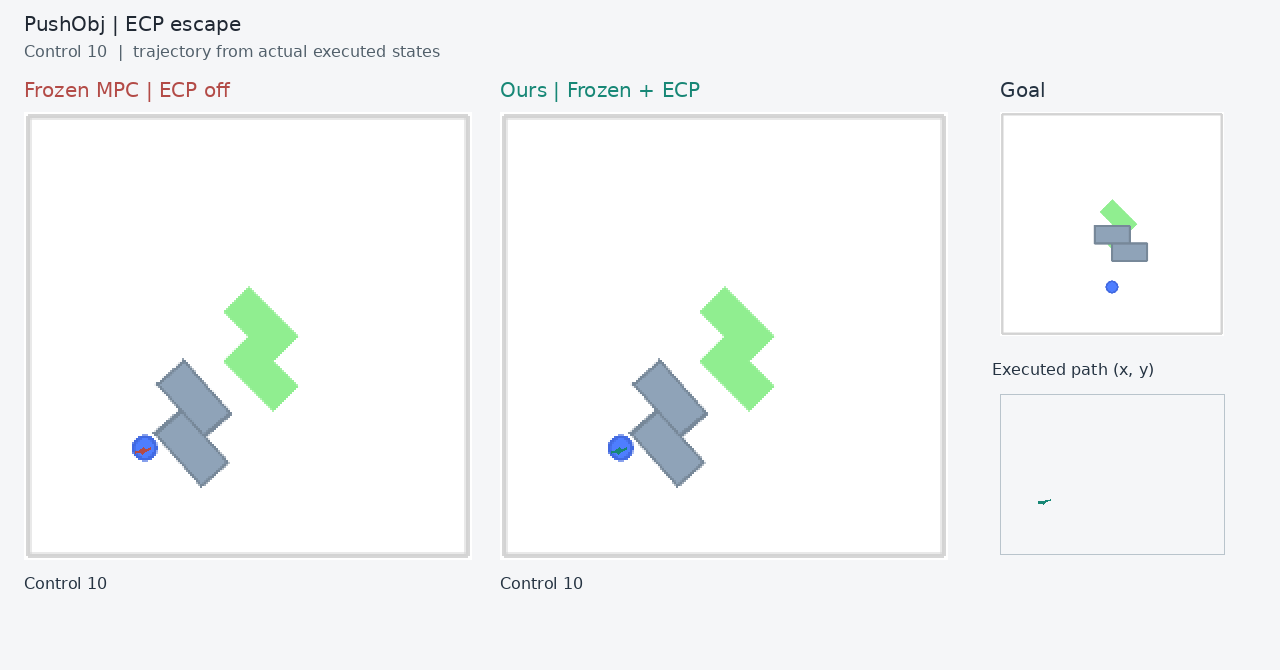 PushObj | ECP escape
Control 10  |  trajectory from actual executed states
Frozen MPC | ECP off
Ours | Frozen + ECP
Goal
Executed path (x, y)
Control 10
Control 10